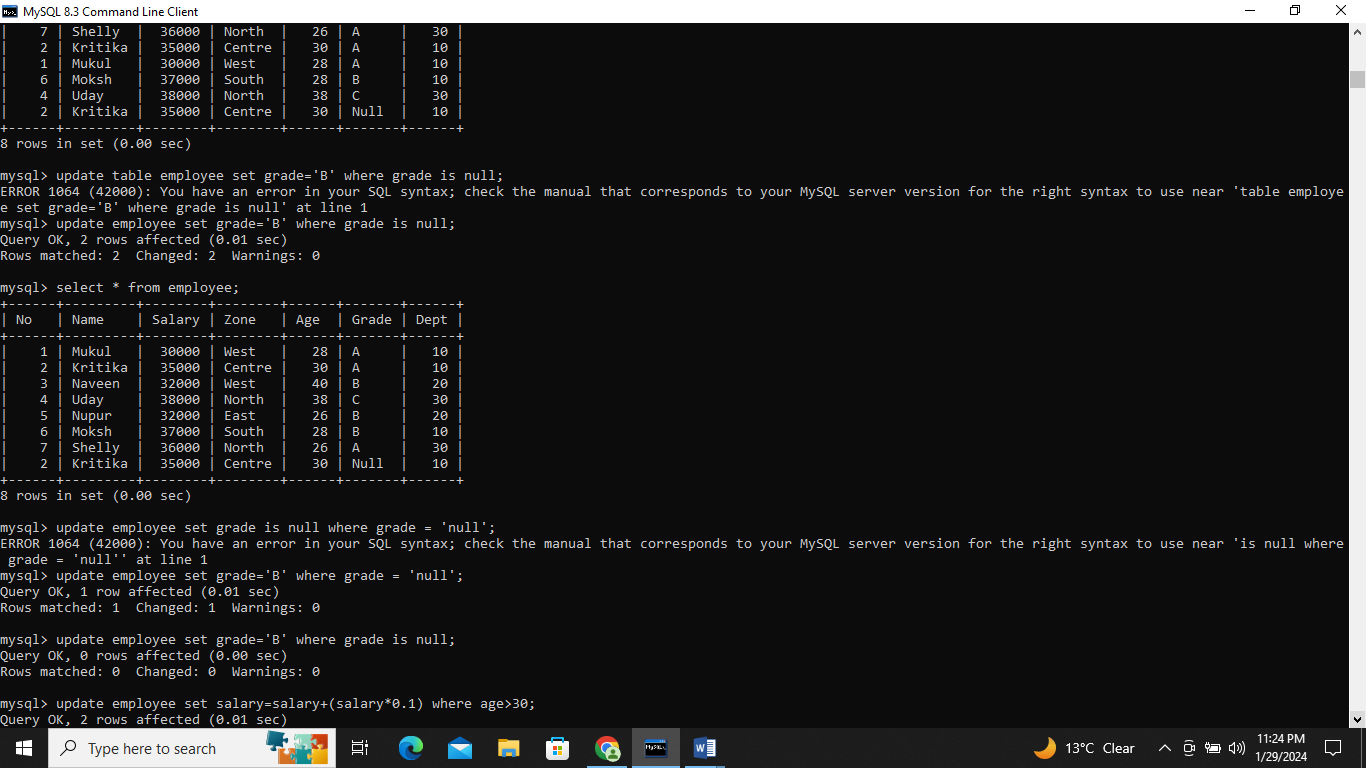 MySQL 8.3 Command Line Client
|    7 | Shelly  |  36000 | North  |   26 | A     |   30 |
|    2 | Kritika |  35000 | Centre |   30 | A     |   10 |
|    1 | Mukul   |  30000 | West   |   28 | A     |   10 |
|    6 | Moksh   |  37000 | South  |   28 | B     |   10 |
|    4 | Uday    |  38000 | North  |   38 | C     |   30 |
|    2 | Kritika |  35000 | Centre |   30 | Null  |   10 |
+------+---------+--------+--------+------+-------+------+
8 rows in set (0.00 sec)

mysql> update table employee set grade='B' where grade is null;
ERROR 1064 (42000): You have an error in your SQL syntax; check the manual that corresponds to your MySQL server version for the right syntax to use near 'table employe
e set grade='B' where grade is null' at line 1
mysql> update employee set grade='B' where grade is null;
Query OK, 2 rows affected (0.01 sec)
Rows matched: 2  Changed: 2  Warnings: 0

mysql> select * from employee;
+------+---------+--------+--------+------+-------+------+
| No   | Name    | Salary | Zone   | Age  | Grade | Dept |
+------+---------+--------+--------+------+-------+------+
|    1 | Mukul   |  30000 | West   |   28 | A     |   10 |
|    2 | Kritika |  35000 | Centre |   30 | A     |   10 |
|    3 | Naveen  |  32000 | West   |   40 | B     |   20 |
|    4 | Uday    |  38000 | North  |   38 | C     |   30 |
|    5 | Nupur   |  32000 | East   |   26 | B     |   20 |
|    6 | Moksh   |  37000 | South  |   28 | B     |   10 |
|    7 | Shelly  |  36000 | North  |   26 | A     |   30 |
|    2 | Kritika |  35000 | Centre |   30 | Null  |   10 |
+------+---------+--------+--------+------+-------+------+
8 rows in set (0.00 sec)

mysql> update employee set grade is null where grade = 'null';
ERROR 1064 (42000): You have an error in your SQL syntax; check the manual that corresponds to your MySQL server version for the right syntax to use near 'is null where
 grade = 'null'' at line 1
mysql> update employee set grade='B' where grade = 'null';
Query OK, 1 row affected (0.01 sec)
Rows matched: 1  Changed: 1  Warnings: 0

mysql> update employee set grade='B' where grade is null;
Query OK, 0 rows affected (0.00 sec)
Rows matched: 0  Changed: 0  Warnings: 0

mysql> update employee set salary=salary+(salary*0.1) where age>30;
Query OK, 2 rows affected (0.01 sec)
Type here to search
13°C Clear
11:24 PM
1/29/2024